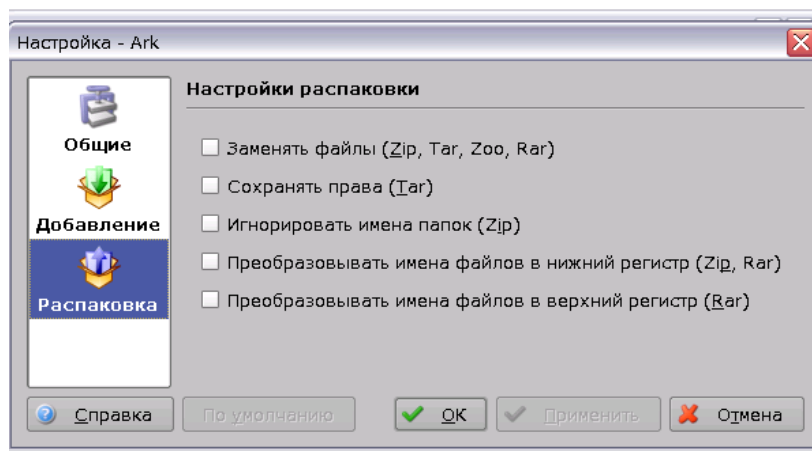 Настройка - Ark
Общие
Добавление
Распаковка
Настройки распаковки
Заменять файлы (Zip, Tar, Zoo, Rar)
Сохранять права (Tar)
Игнорировать имена папок (Zip)
Преобразовывать имена файлов в нижний регистр (Zip, Rar)
Преобразовывать имена файлов в верхний регистр (Rar)
Справка По умолчанию OK Применить Отмена